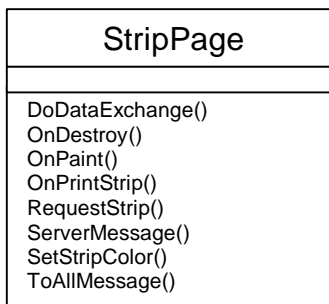 StripPage
DoDataExchange()
OnDestroy()
OnPaint()
OnPrintStrip()
RequestStrip()
ServerMessage()
SetStripColor()
ToAllMessage()